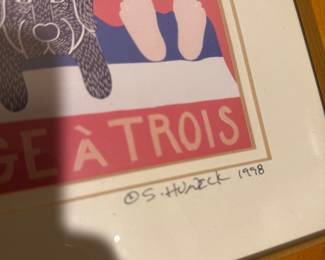 GE À TROIS
© S. HUNECK 1998